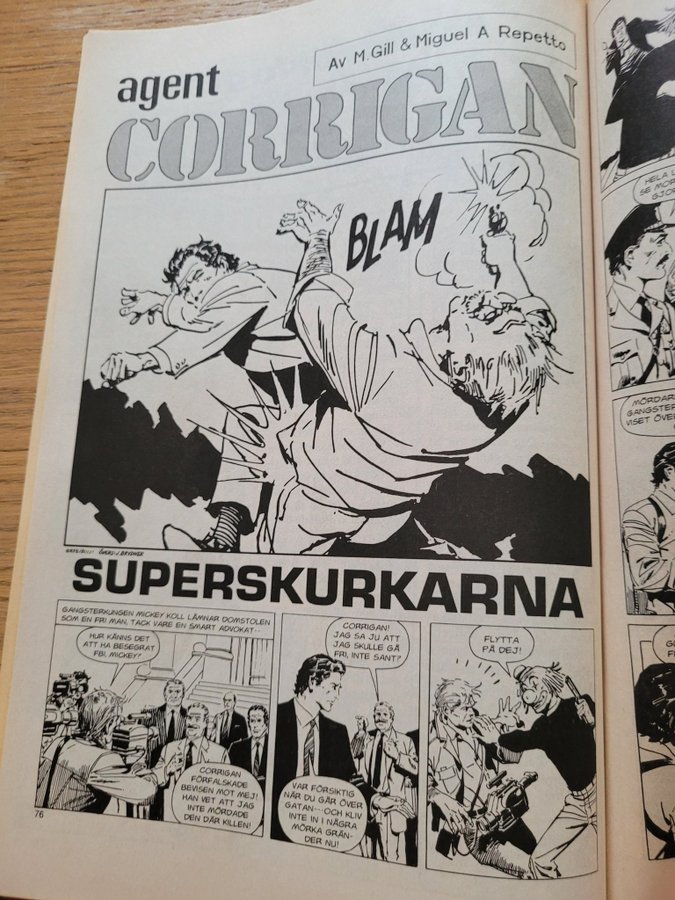 Av M.Gill & Miguel A Repetto
agent
CORRIGAN
BLAM
SUPERSKURKARNA
GANGSTERKUNGEN MICKEY KOLL LÄMNAR DOMSTOLEN
SOM EN FRI MAN, TACK VARE EN SMART ADVOKAT--
HUR KÄNNS DET
ATT HA BESEGRAT
FBI, MICKEY?
CORRIGAN
FÖRFALSKADE
BEVISEN MOT MEJ!
HAN VET ATT JAG
INTE MÖRDADE
DEN DÄR KILLEN!
CORRIGAN!
JAG SA JU ATT
JAG SKULLE GÅ
FRI, INTE SANT?
VAR FÖRSIKTIG
NÄR DU GÅR ÖVER
GATAN---OCH KLIV
INTE IN I NÅGRA
MÖRKA GRÄN-
DER NU!
FLYTTA
PÅ DEJ!
76
HELA
SE
VISET